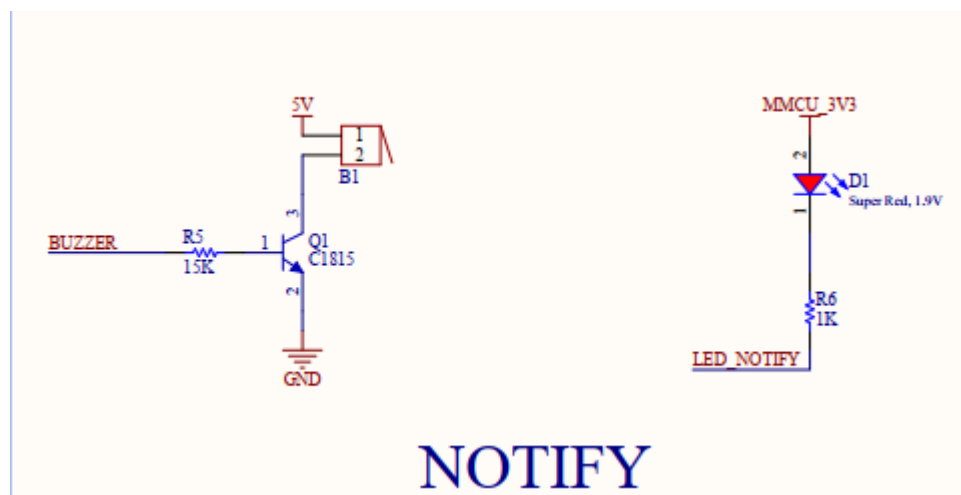 5V
1
2
B1
3
BUZZER
R5
15K
1
Q1
C1815
2
GND
MMCU_3V3
2
D1
Super Red, 1.9V
1
R6
1K
LED_NOTIFY
NOTIFY